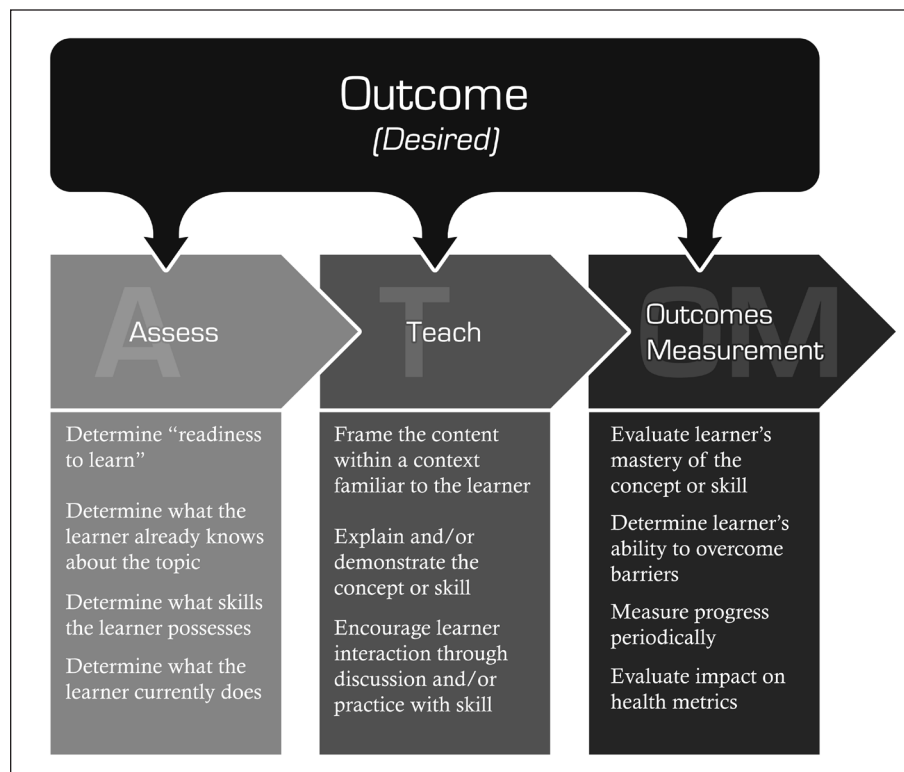 Outcome
(Desired)
A
Assess
T
Teach
OM
Outcomes
Measurement
Determine “readiness
to learn”
Determine what the
learner already knows
about the topic
Determine what skills
the learner possesses
Determine what the
learner currently does
Frame the content
within a context
familiar to the learner
Explain and/or
demonstrate the
concept or skill
Encourage learner
interaction through
discussion and/or
practice with skill
Evaluate learner’s
mastery of the
concept or skill
Determine learner’s
ability to overcome
barriers
Measure progress
periodically
Evaluate impact on
health metrics